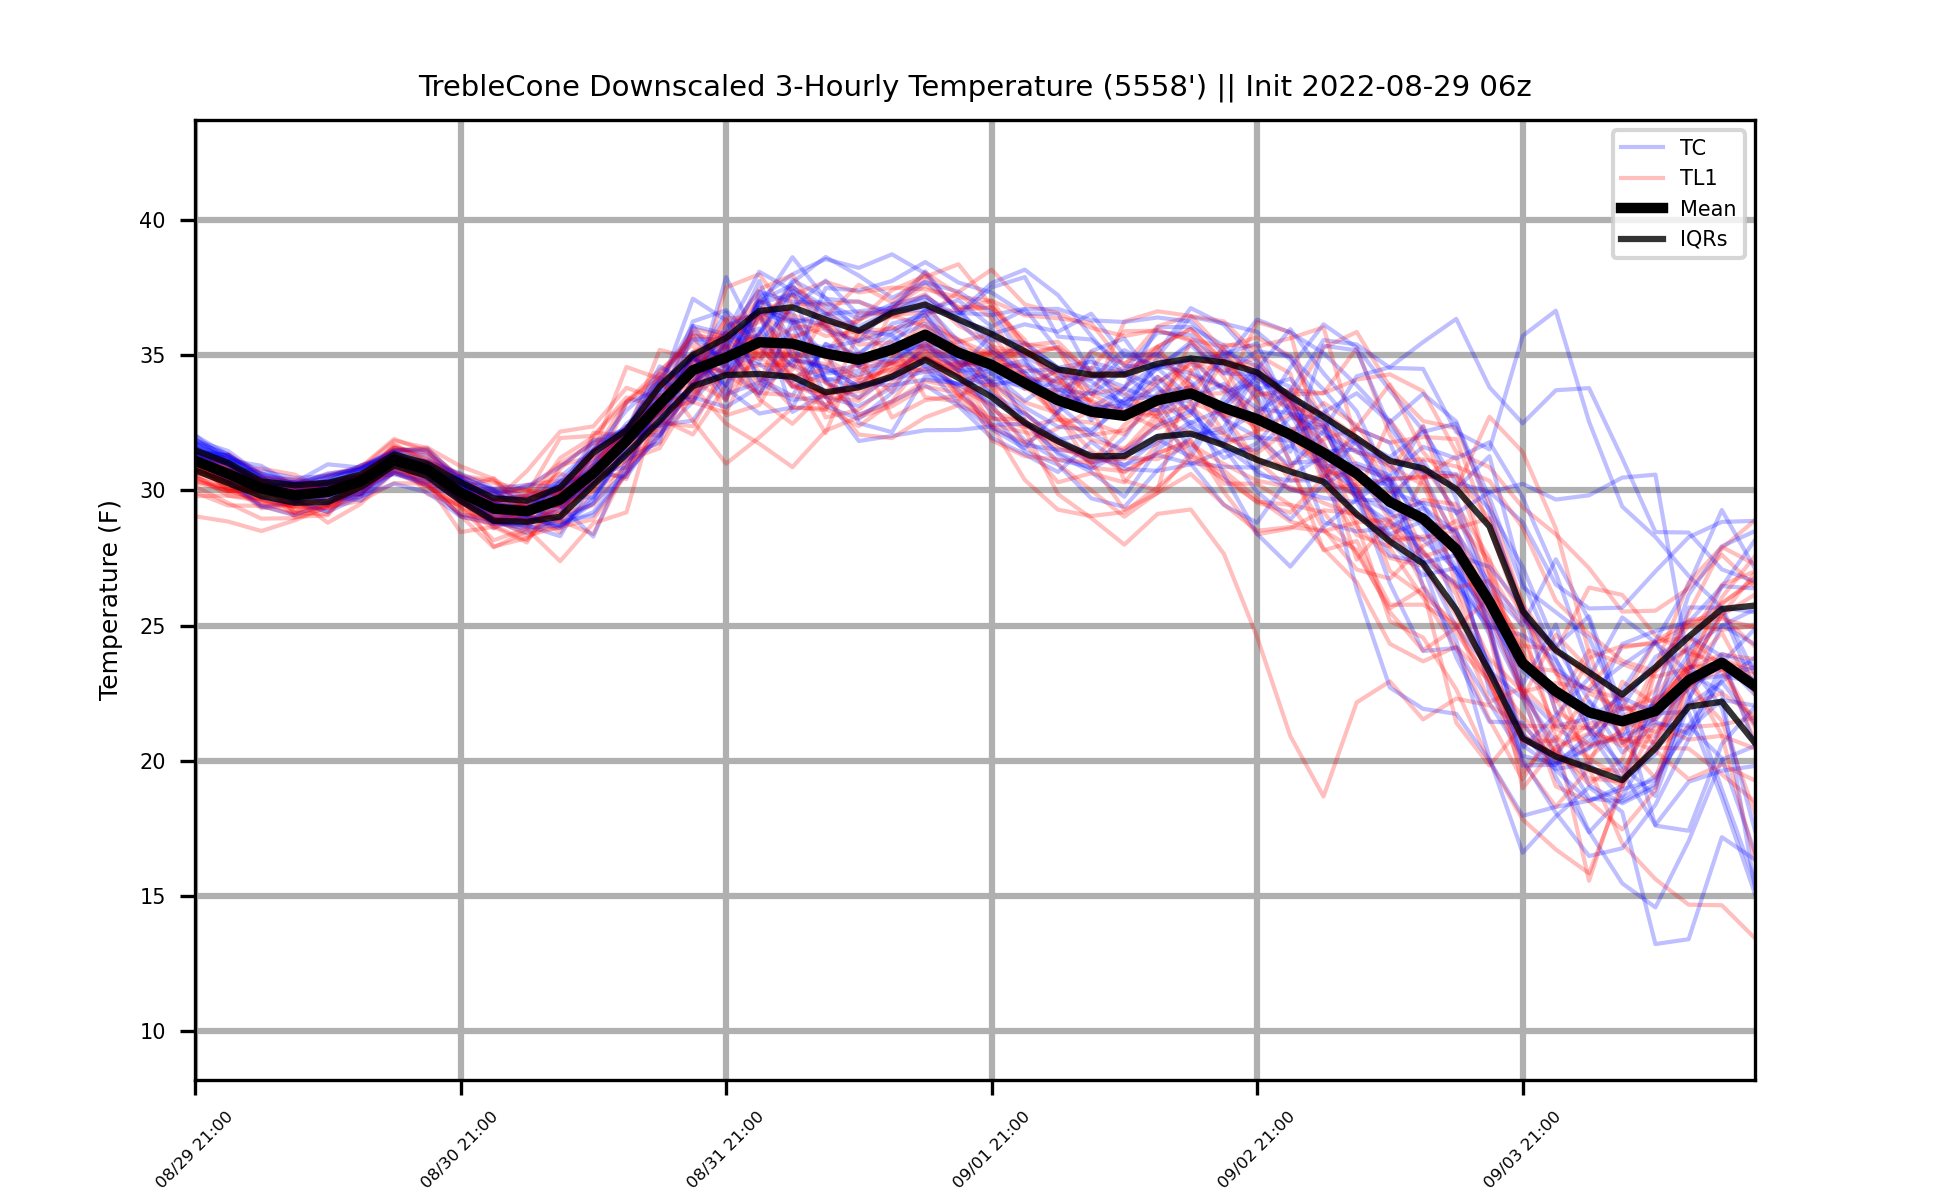 TrebleCone Downscaled 3-Hourly Temperature (5558') || Init 2022-08-29 06z
TC
TL1
Mean
IQRs
Temperature (F)
40
35
30
25
20
15
10
08/29 21:00
08/30 21:00
08/31 21:00
09/01 21:00
09/02 21:00
09/03 21:00